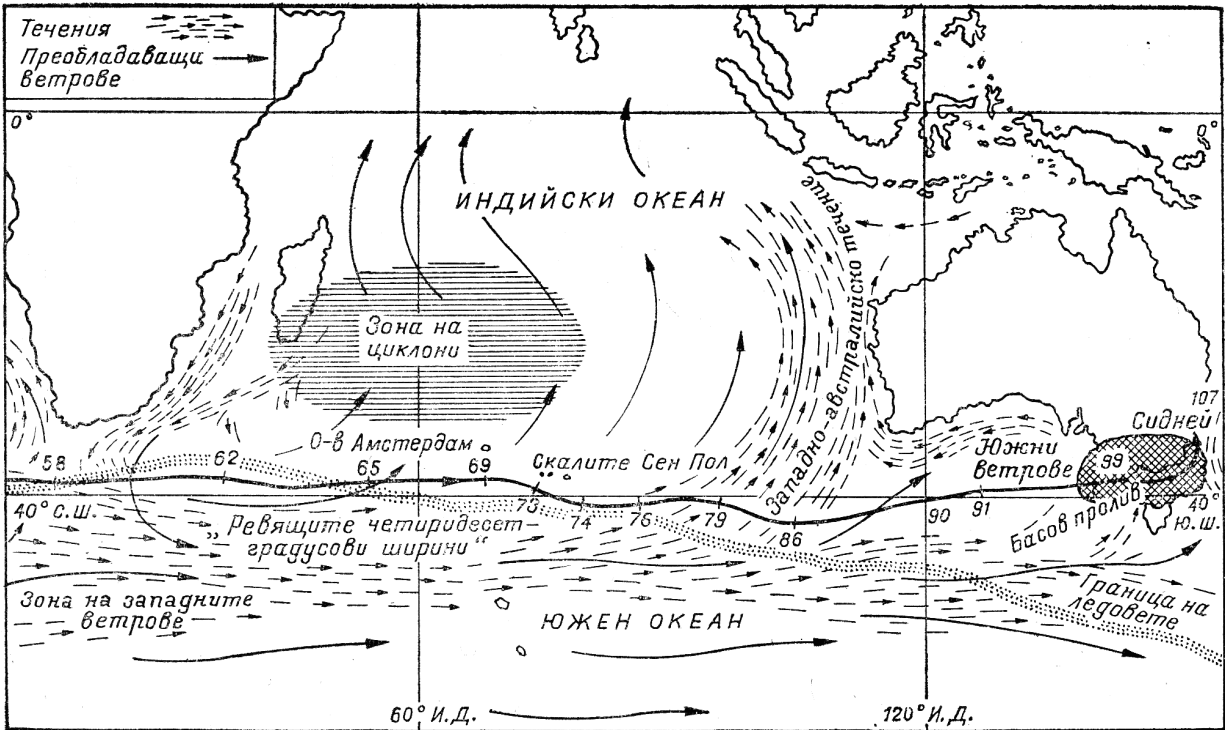 Течения
Преобладаващи
ветрове
0°
0°
ИНДИЙСКИ ОКЕАН
Западно-австралийско течение
Зона на
циклони
107
Сидней
О-в Амстердам
Скалите Сен Пол
Южни
ветрове
99
58
62
65
69
73
74
76
79
86
90
91
40° с.ш.
40°
Ю.Ш.
Басов пролив
„Ревящите четиридесет-
градусови ширини“
Зона на западните
ветрове
ЮЖЕН ОКЕАН
Граница на
ледовете
60° И.Д.
120° И.Д.